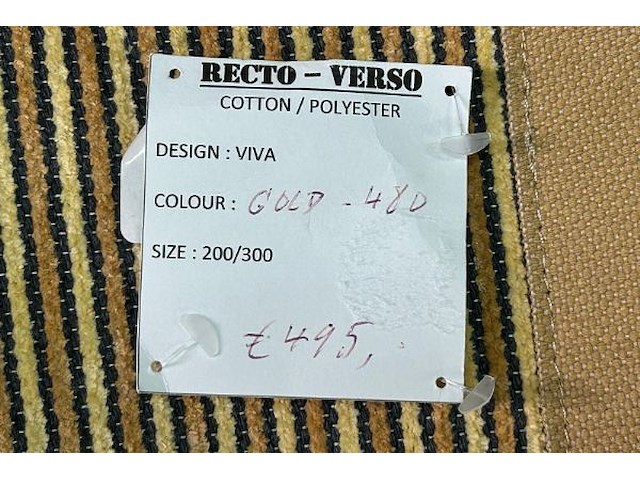 RECTO – VERSO
COTTON / POLYESTER
DESIGN : VIVA
COLOUR : GOLD - 480
SIZE : 200/300
€495,